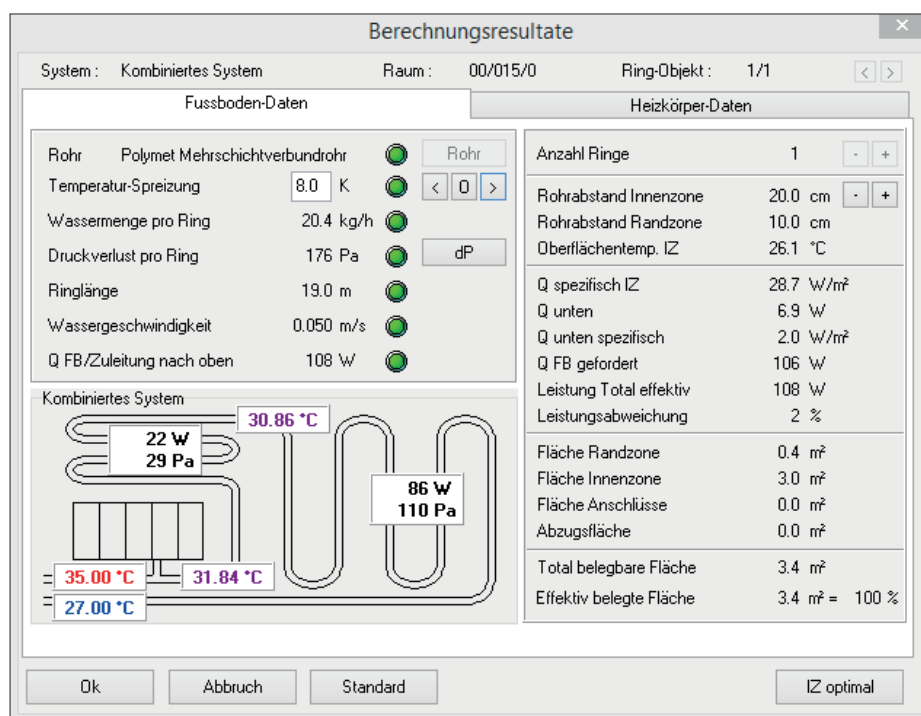 Berechnungsresultate
System : Kombiniertes System Raum : 00/015/0 Ring-Objekt : 1/1 < >
Fussboden-Daten Heizkörper-Daten
Rohr Polymet Mehrschichtverbundrohr Rohr
Temperatur-Spreizung 8.0 K < 0 >
Wassermenge pro Ring 20.4 kg/h
Druckverlust pro Ring 176 Pa dP
Ringlänge 19.0 m
Wassergeschwindigkeit 0.050 m/s
Q FB/Zuleitung nach oben 108 W
Kombiniertes System
30.86 °C
22 W
29 Pa
86 W
110 Pa
35.00 °C 31.84 °C
27.00 °C
Anzahl Ringe 1 - +
Rohrabstand Innenzone 20.0 cm - +
Rohrabstand Randzone 10.0 cm
Oberflächentemp. IZ 26.1 °C
Q spezifisch IZ 28.7 W/m²
Q unten 6.9 W
Q unten spezifisch 2.0 W/m²
Q FB gefordert 106 W
Leistung Total effektiv 108 W
Leistungsabweichung 2 %
Fläche Randzone 0.4 m²
Fläche Innenzone 3.0 m²
Fläche Anschlüsse 0.0 m²
Abzugsfläche 0.0 m²
Total belegbare Fläche 3.4 m²
Effektiv belegte Fläche 3.4 m² = 100 %
Ok Abbruch Standard IZ optimal